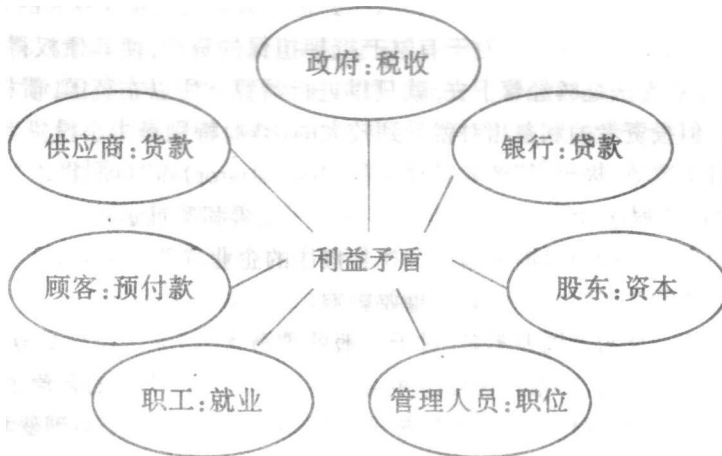 政府:税收
供应商:货款
银行:贷款
利益矛盾
顾客:预付款
股东:资本
职工:就业
管理人员:职位